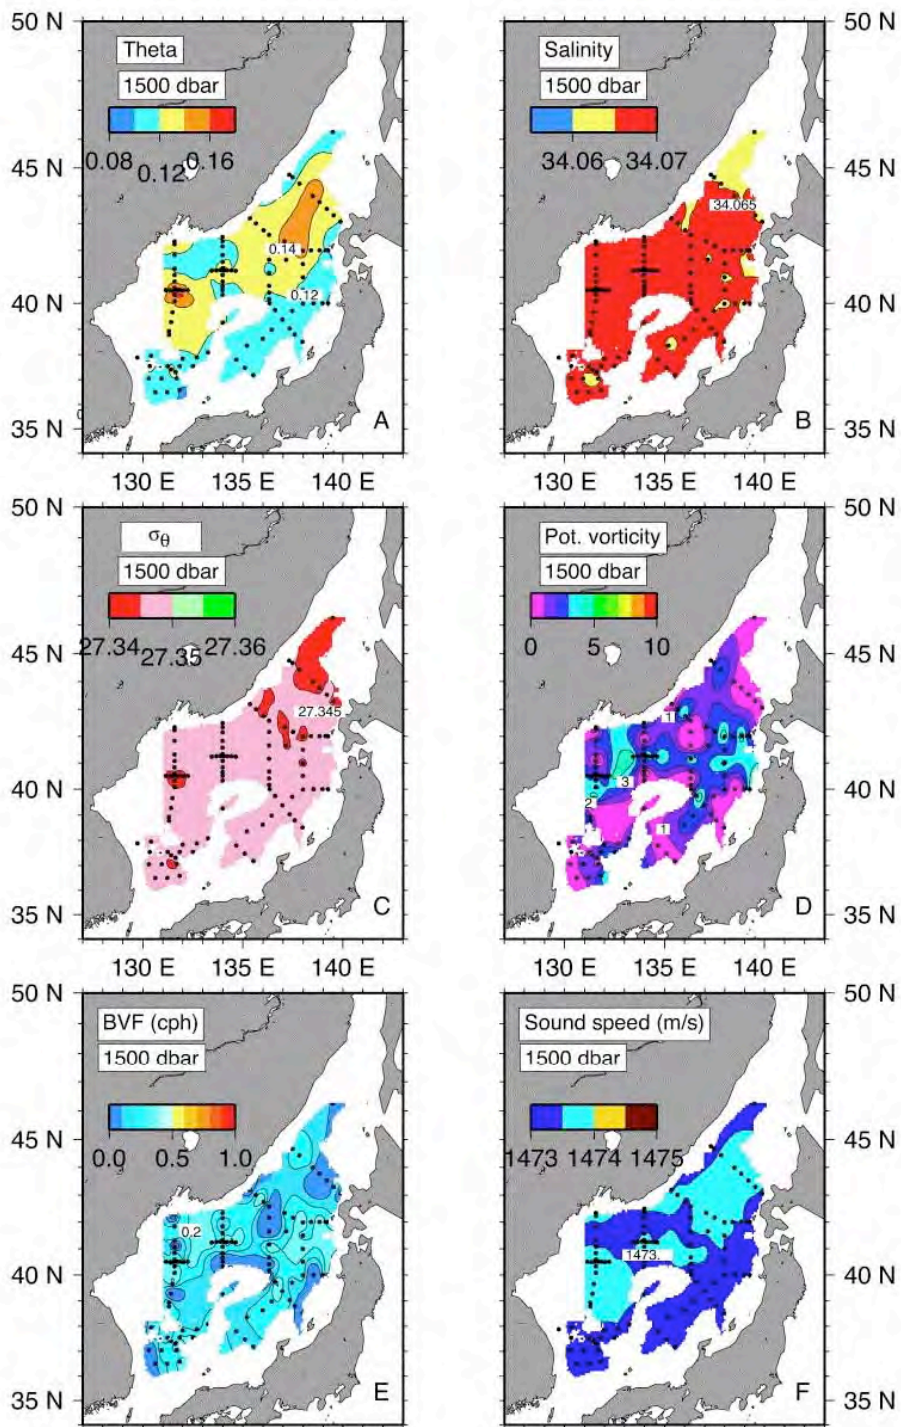 50 N
50 N
Theta
Salinity
1500 dbar
1500 dbar
0.08 0.12 0.16
34.06 34.07
45 N
45 N
34.065
0.14
0.12
40 N
40 N
35 N
35 N
A
B
130 E 135 E 140 E
130 E 135 E 140 E
50 N
50 N
σθ
Pot. vorticity
1500 dbar
1500 dbar
27.34 27.35 27.36
0 5 10
45 N
45 N
27.345
1
3
2
1
40 N
40 N
35 N
35 N
C
D
130 E 135 E 140 E
130 E 135 E 140 E
50 N
50 N
BVF (cph)
Sound speed (m/s)
1500 dbar
1500 dbar
0.0 0.5 1.0
1473 1474 1475
45 N
45 N
0.2
1473.
40 N
40 N
35 N
35 N
E
F